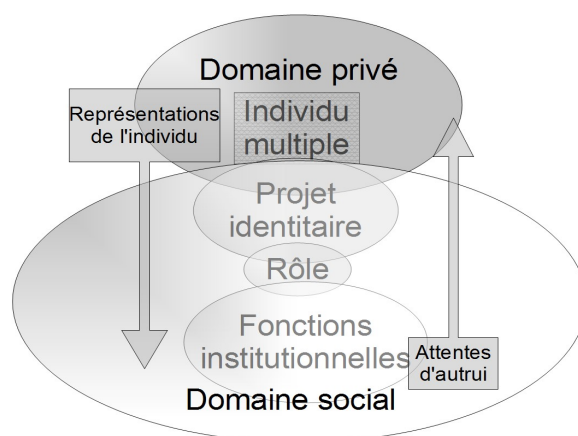 Domaine privé
Représentations
de l'individu
Individu
multiple
Projet
identitaire
Rôle
Fonctions
institutionnelles
Attentes
d'autrui
Domaine social